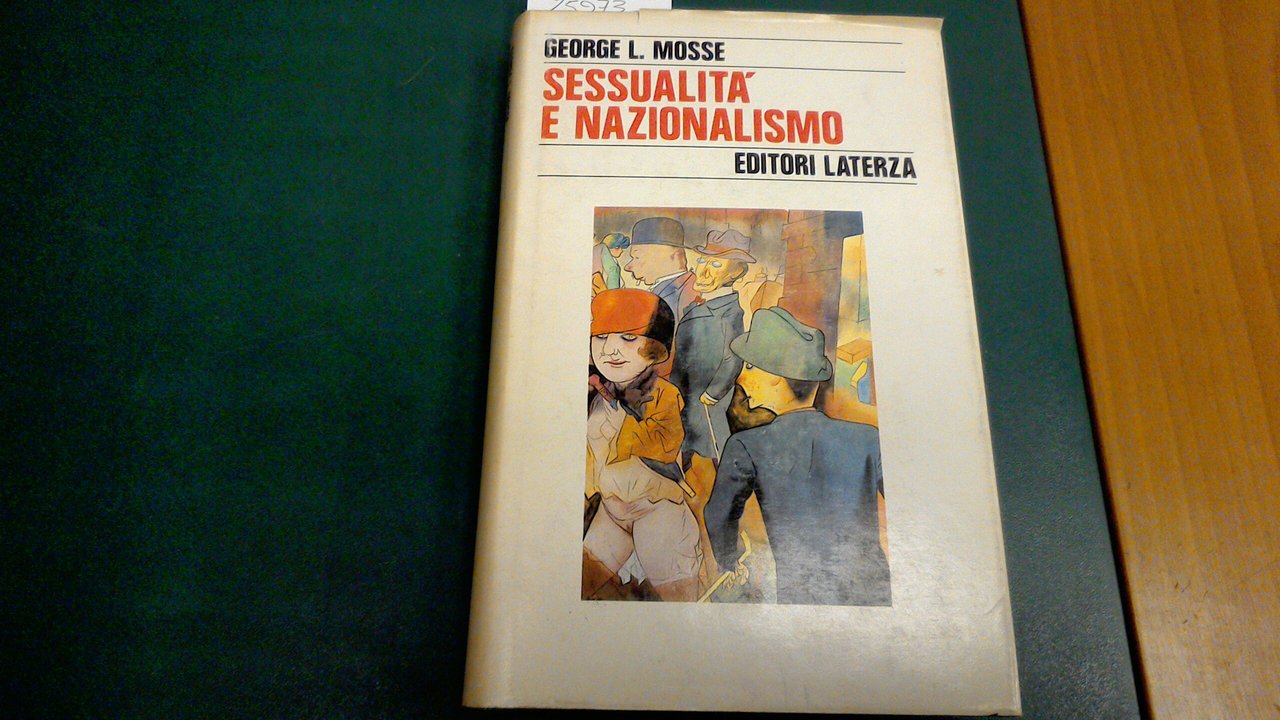 GEORGE L. MOSSE
SESSUALITA´
E NAZIONALISMO
EDITORI LATERZA